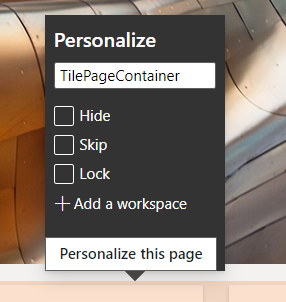 Personalize
TilePageContainer
Hide
Skip
Lock
Add a workspace
Personalize this page